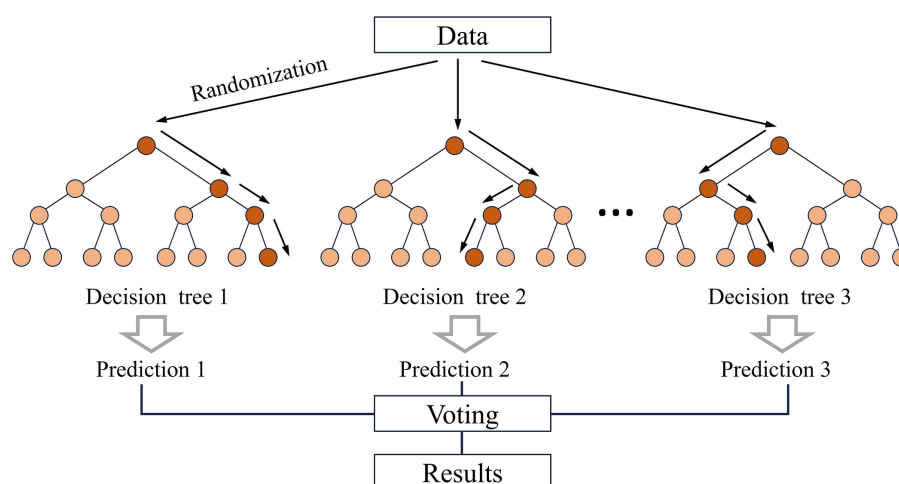 Data
Randomization
Decision tree 1
Decision tree 2
Decision tree 3
Prediction 1
Prediction 2
Prediction 3
Voting
Results